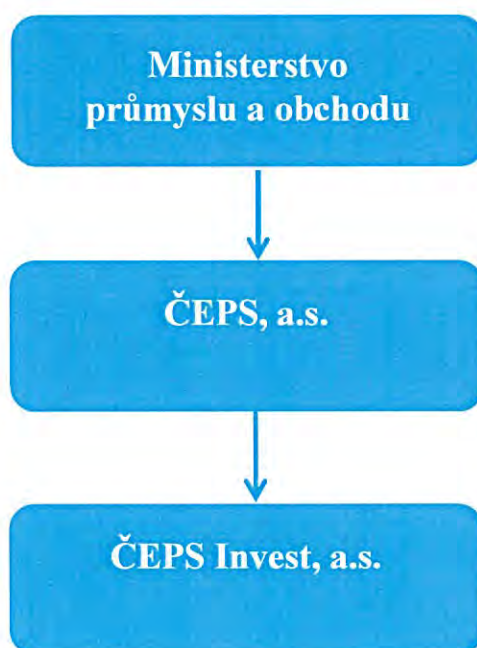 Ministerstvo
průmyslu a obchodu
ČEPS, a.s.
ČEPS Invest, a.s.